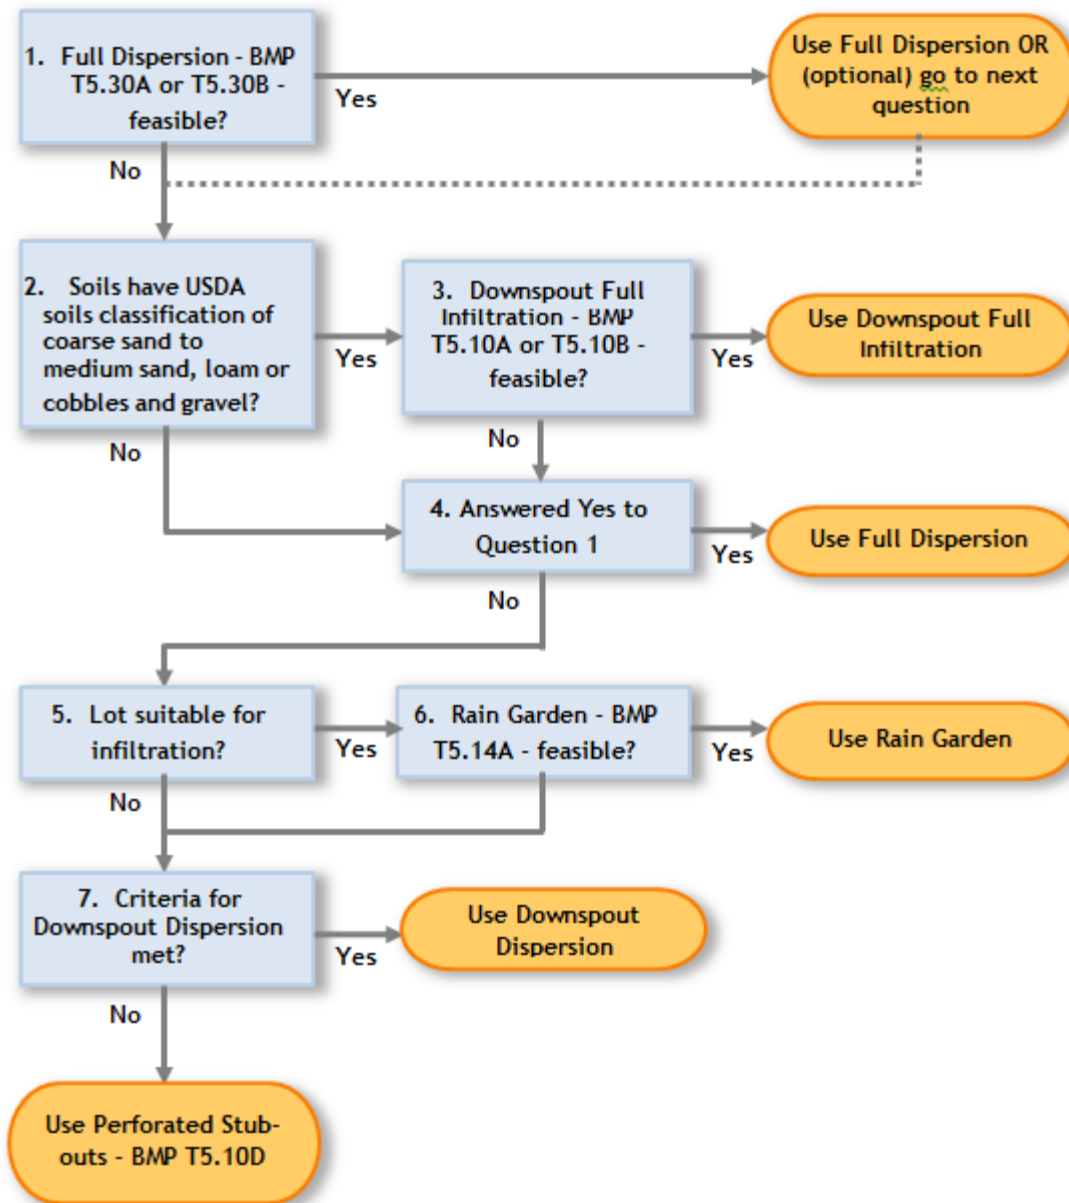 1. Full Dispersion - BMP
T5.30A or T5.30B -
feasible?
Yes
Use Full Dispersion OR
(optional) go to next
question
No
2. Soils have USDA
soils classification of
coarse sand to
medium sand, loam or
cobbles and gravel?
Yes
3. Downspout Full
Infiltration - BMP
T5.10A or T5.10B -
feasible?
Yes
Use Downspout Full
Infiltration
No
No
4. Answered Yes to
Question 1
Yes
Use Full Dispersion
No
5. Lot suitable for
infiltration?
Yes
6. Rain Garden - BMP
T5.14A - feasible?
Yes
Use Rain Garden
No
7. Criteria for
Downspout Dispersion
met?
Yes
Use Downspout
Dispersion
No
Use Perforated Stub-
outs - BMP T5.10D